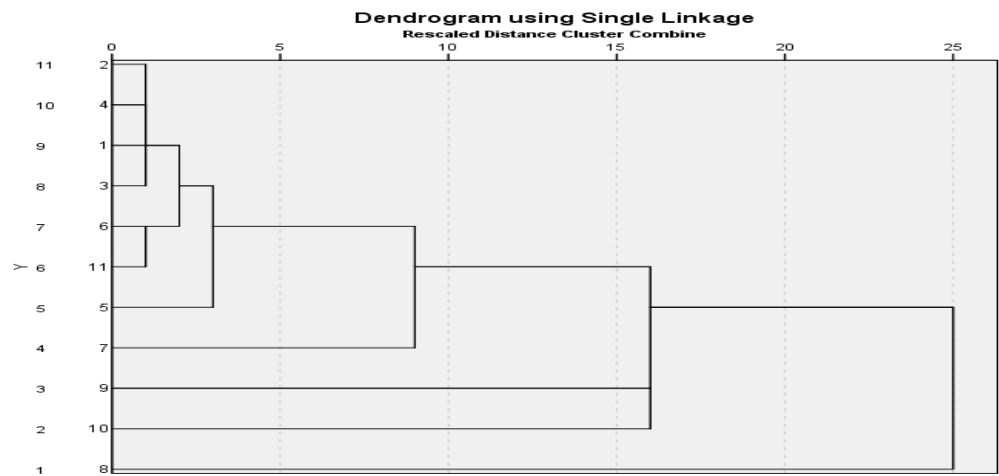 Dendrogram using Single Linkage
Rescaled Distance Cluster Combine
0 5 10 15 20 25
11 2
10 4
9 1
8 3
7 6
Y 6 11
5 5
4 7
3 9
2 10
1 8